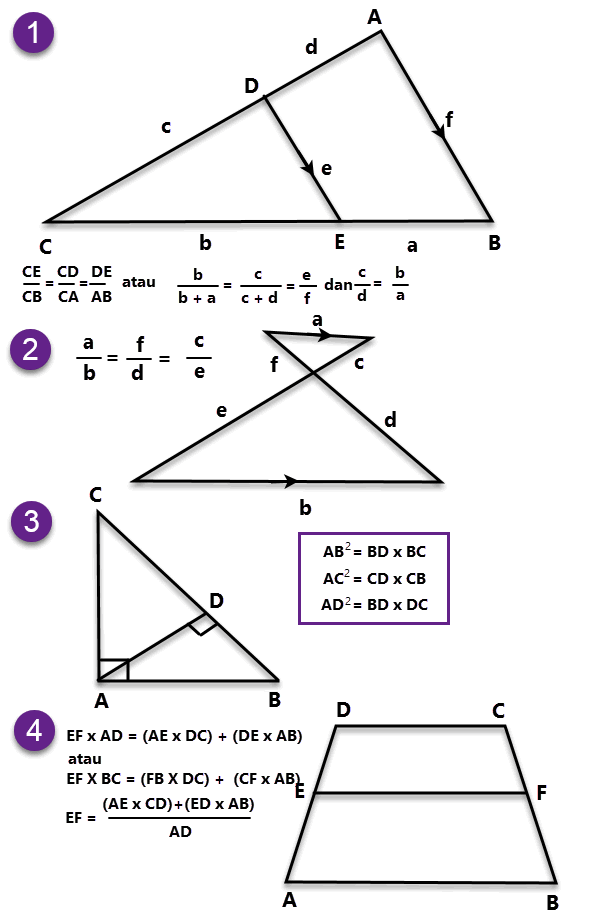 1
A
d
D
c
f
e
C
b
E
a
B
CE/CB = CD/CA = DE/AB atau b/b + a = c/c + d = e/f dan c/d = b/a
2
a/b = f/d = c/e
a
f
c
e
d
b
3
C
D
A
B
AB² = BD x BC
AC² = CD x CB
AD² = BD x DC
4
EF x AD = (AE x DC) + (DE x AB)
atau
EF X BC = (FB X DC) + (CF x AB)
EF = (AE x CD)+(ED x AB)/AD
D
C
E
F
A
B